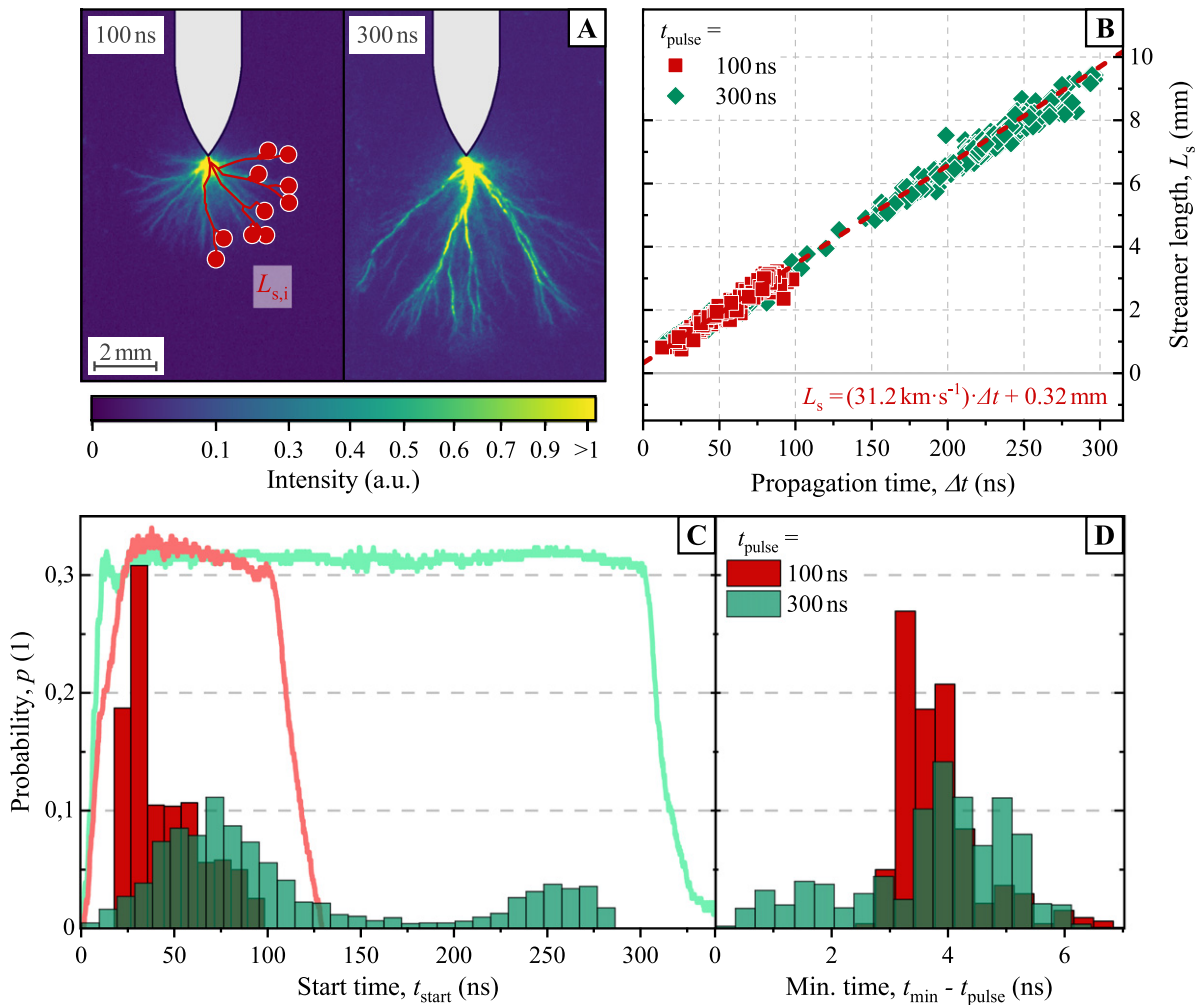 100 ns
300 ns
A
L_s,i
2 mm
0 0.1 0.3 0.4 0.5 0.6 0.7 0.9 >1
Intensity (a.u.)
t_pulse =
100 ns
300 ns
B
10
8
6
4
2
0
Streamer length, L_s (mm)
L_s = (31.2 km·s⁻¹)·Δt + 0.32 mm
0 50 100 150 200 250 300
Propagation time, Δt (ns)
C
0,3
0,2
0,1
0
Probability, p (1)
0 50 100 150 200 250 300
Start time, t_start (ns)
t_pulse =
100 ns
300 ns
D
0 2 4 6
Min. time, t_min - t_pulse (ns)